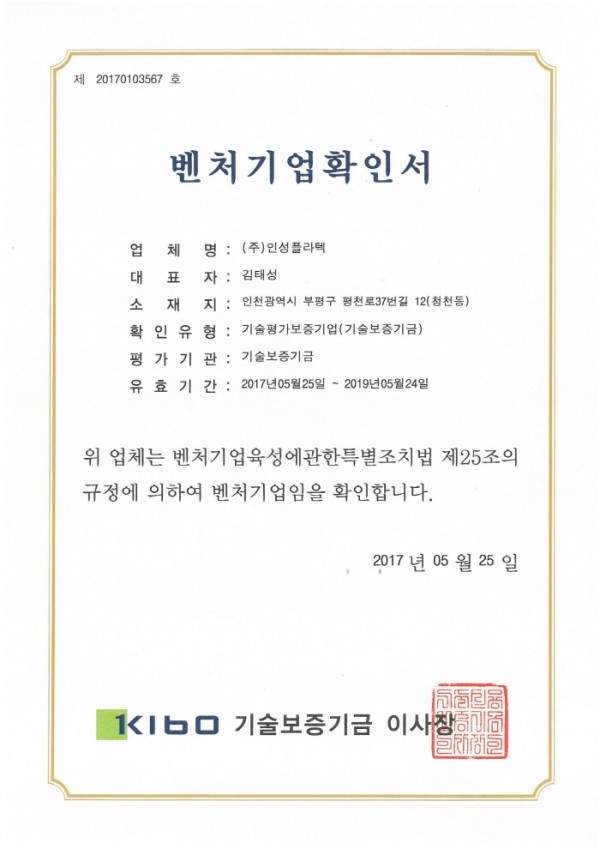 제 20170103567 호
벤처기업확인서
업 체 명 : (주)인성플라텍
대 표 자 : 김태성
소 재 지 : 인천광역시 부평구 평천로37번길 12(청천동)
확 인 유 형 : 기술평가보증기업(기술보증기금)
평 가 기 관 : 기술보증기금
유 효 기 간 : 2017년05월25일 ~ 2019년05월24일
위 업체는 벤처기업육성에관한특별조치법 제25조의
규정에 의하여 벤처기업임을 확인합니다.
2017 년 05 월 25 일
KIBO 기술보증기금 이사장